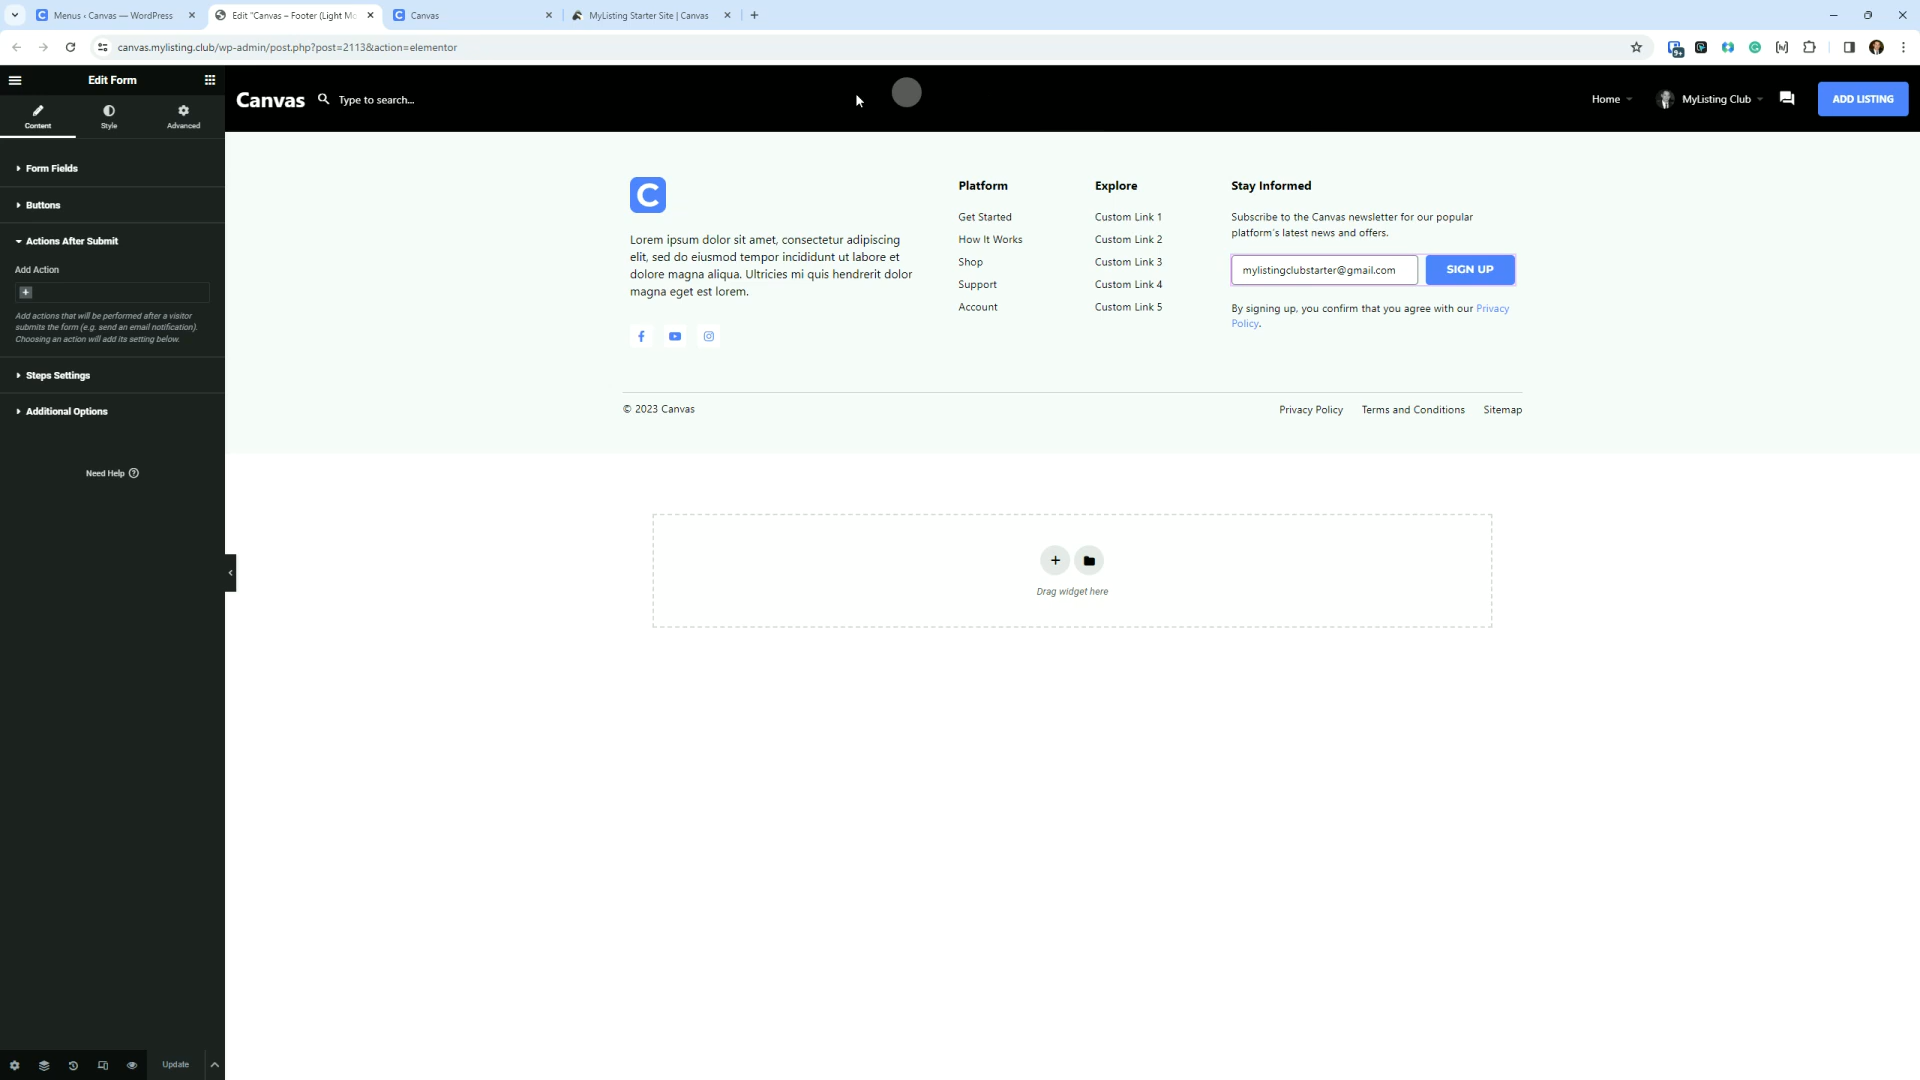 Menus ‹ Canvas — WordPress
Edit "Canvas – Footer (Light Mo
Canvas
MyListing Starter Site | Canvas
canvas.mylisting.club/wp-admin/post.php?post=2113&action=elementor
9+
Edit Form
Content
Style
Advanced
Form Fields
Buttons
Actions After Submit
Add Action
Add actions that will be performed after a visitor
submits the form (e.g. send an email notification).
Choosing an action will add its setting below.
Steps Settings
Additional Options
Need Help
Update
Canvas
Type to search...
Home
MyListing Club
ADD LISTING
C
Lorem ipsum dolor sit amet, consectetur adipiscing
elit, sed do eiusmod tempor incididunt ut labore et
dolore magna aliqua. Ultricies mi quis hendrerit dolor
magna eget est lorem.
Platform
Get Started
How It Works
Shop
Support
Account
Explore
Custom Link 1
Custom Link 2
Custom Link 3
Custom Link 4
Custom Link 5
Stay Informed
Subscribe to the Canvas newsletter for our popular
platform's latest news and offers.
mylistingclubstarter@gmail.com
SIGN UP
By signing up, you confirm that you agree with our Privacy
Policy.
© 2023 Canvas
Privacy Policy
Terms and Conditions
Sitemap
Drag widget here